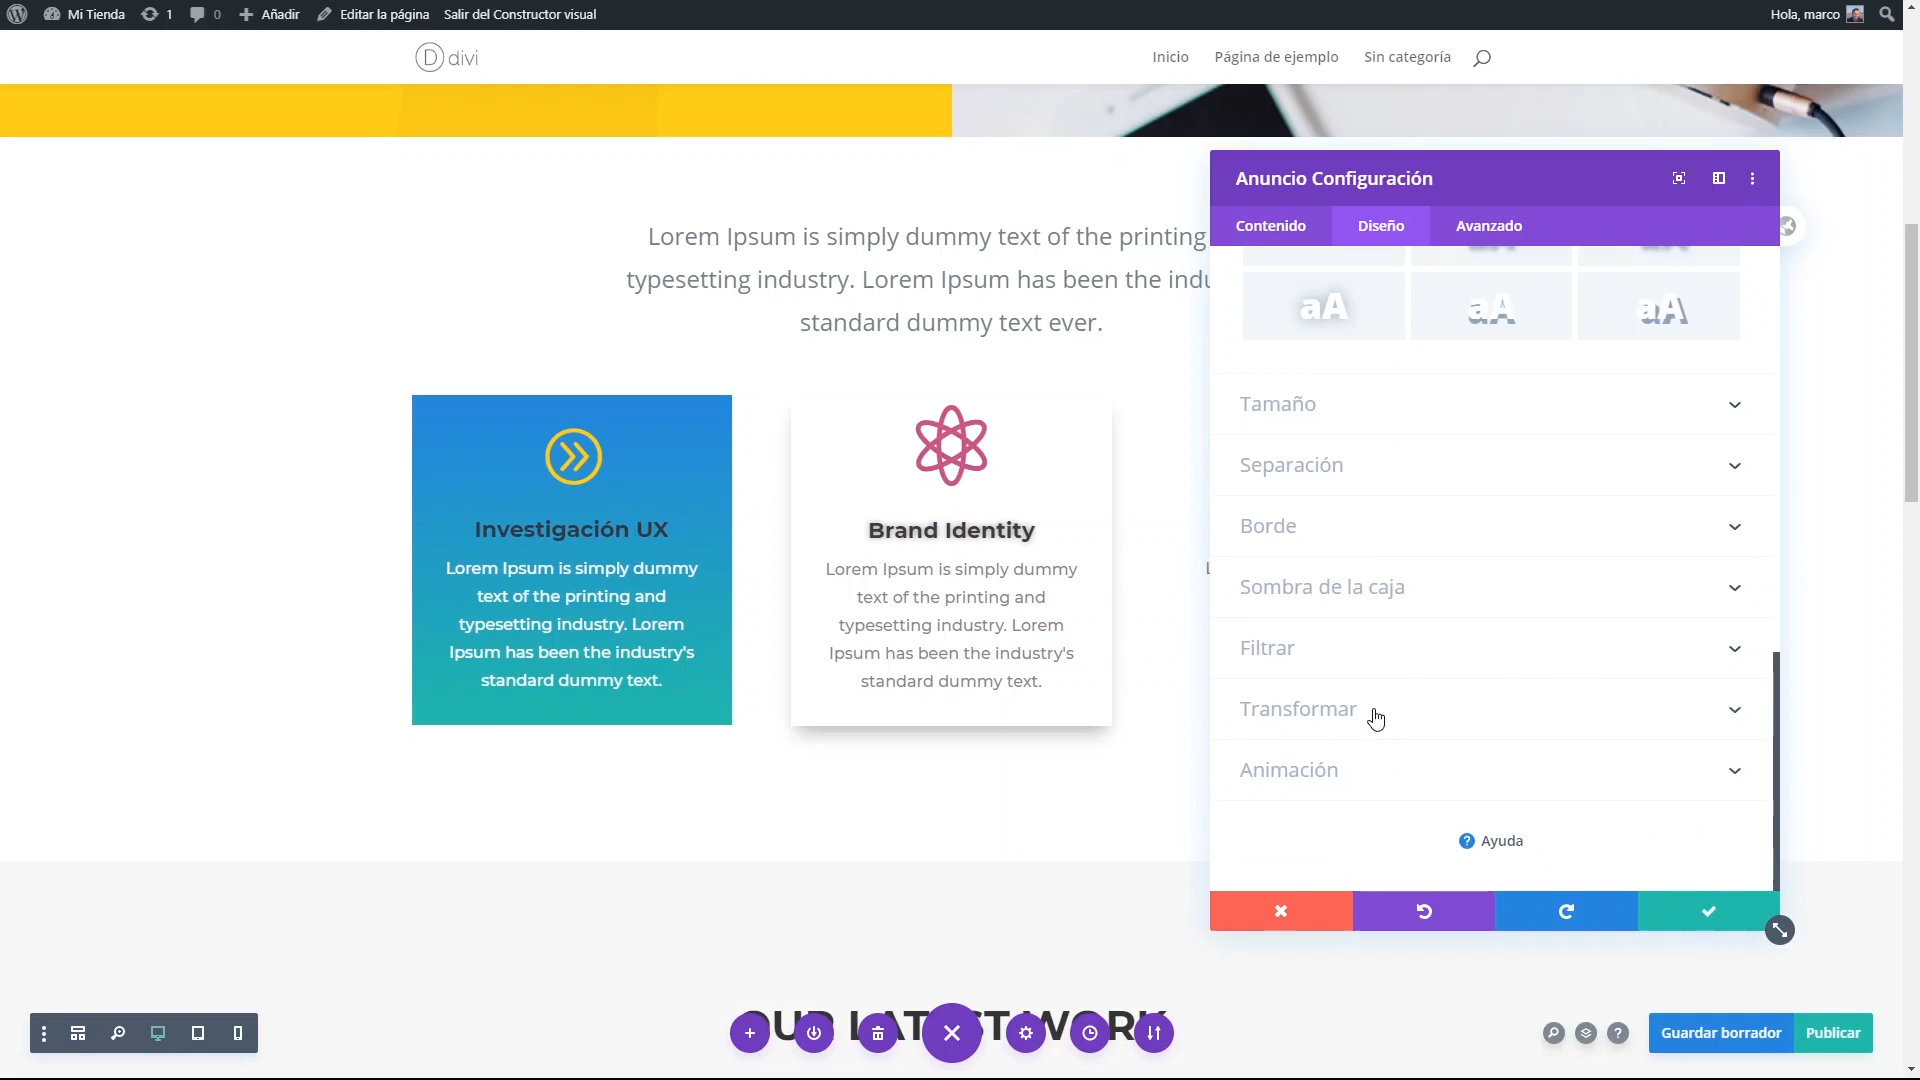 Mi Tienda 1 0 Añadir Editar la página Salir del Constructor visual Hola, marco
divi Inicio Página de ejemplo Sin categoría
Anuncio Configuración
Contenido Diseño Avanzado
Lorem Ipsum is simply dummy text of the printing
typesetting industry. Lorem Ipsum has been the indu
standard dummy text ever.
aA aA aA
Tamaño
Separación
Borde
Sombra de la caja
Filtrar
Transformar
Animación
Ayuda
Investigación UX
Lorem Ipsum is simply dummy
text of the printing and
typesetting industry. Lorem
Ipsum has been the industry's
standard dummy text.
Brand Identity
Lorem Ipsum is simply dummy
text of the printing and
typesetting industry. Lorem
Ipsum has been the industry's
standard dummy text.
OUR LATEST WORK
Guardar borrador Publicar